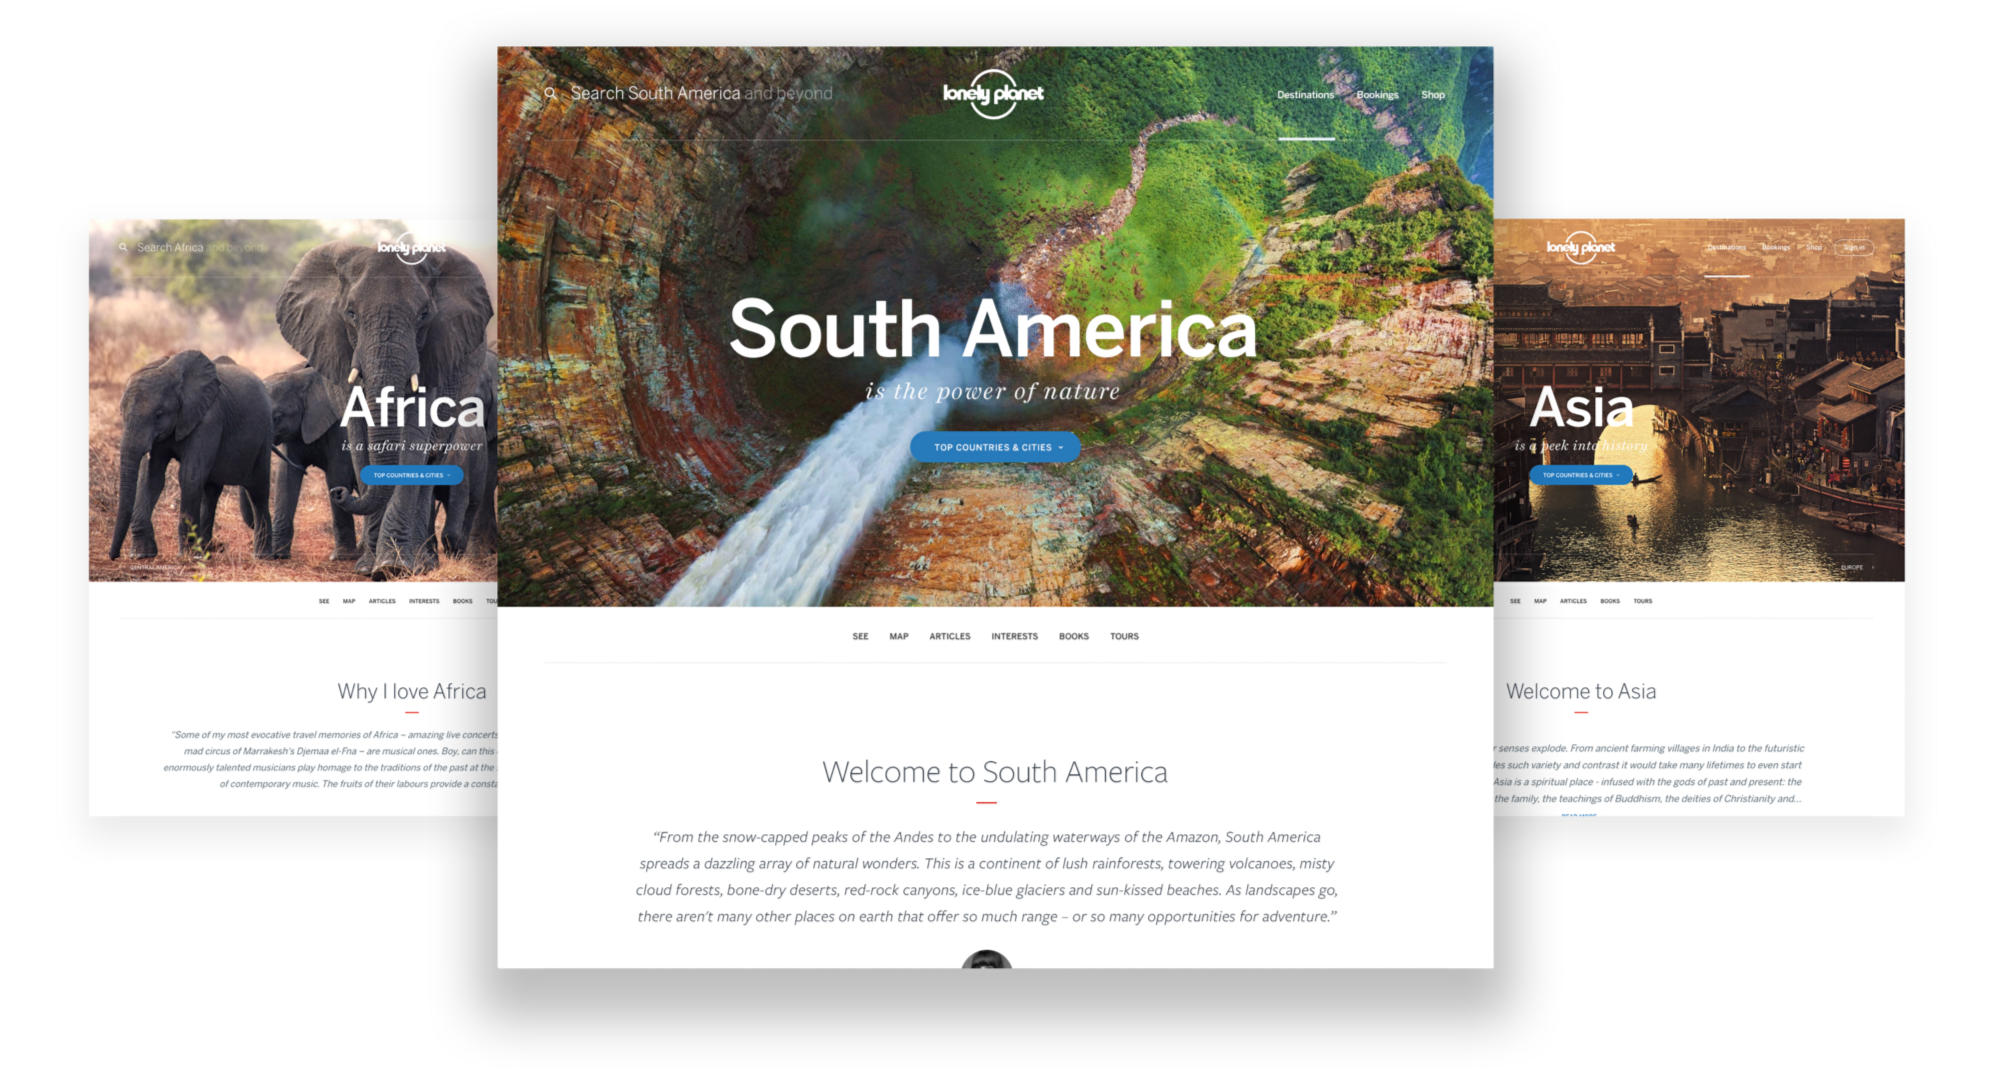 Search South America and beyond
lonely planet
Destinations Bookings Shop
South America
is the power of nature
TOP COUNTRIES & CITIES
SEE MAP ARTICLES INTERESTS BOOKS TOURS
Welcome to South America
“From the snow-capped peaks of the Andes to the undulating waterways of the Amazon, South America
spreads a dazzling array of natural wonders. This is a continent of lush rainforests, towering volcanoes, misty
cloud forests, bone-dry deserts, red-rock canyons, ice-blue glaciers and sun-kissed beaches. As landscapes go,
there aren't many other places on earth that offer so much range – or so many opportunities for adventure.”
Search Africa and beyond
lonely planet
Africa
is a safari superpower
TOP COUNTRIES & CITIES
CENTRAL AMERICA
SEE MAP ARTICLES INTERESTS BOOKS TOU
Why I love Africa
“Some of my most evocative travel memories of Africa – amazing live concerts
mad circus of Marrakesh's Djemaa el-Fna – are musical ones. Boy, can this
enormously talented musicians play homage to the traditions of the past at the
of contemporary music. The fruits of their labours provide a consta
lonely planet
Destinations Bookings Shop Sign in
Asia
is a peek into history
TOP COUNTRIES & CITIES
EUROPE
SEE MAP ARTICLES BOOKS TOURS
Welcome to Asia
senses explode. From ancient farming villages in India to the futuristic
such variety and contrast it would take many lifetimes to even start
Asia is a spiritual place - infused with the gods of past and present: the
the family, the teachings of Buddhism, the deities of Christianity and...
READ MORE